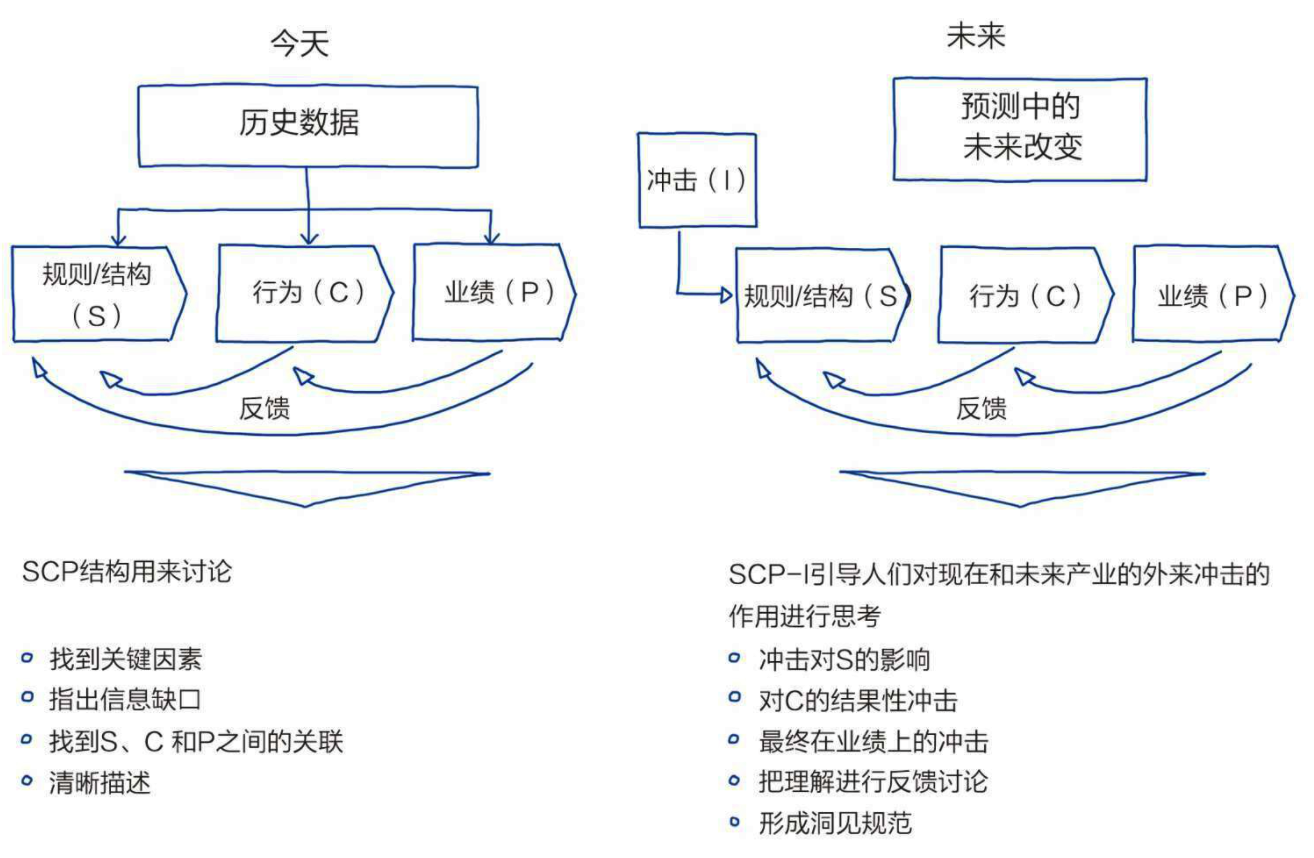 今天
历史数据
规则/结构
（S）
行为（C）
业绩（P）
反馈
SCP结构用来讨论
找到关键因素
指出信息缺口
找到S、C 和P之间的关联
清晰描述
未来
预测中的
未来改变
冲击（I）
规则/结构（S）
行为（C）
业绩（P）
反馈
SCP-I引导人们对现在和未来产业的外来冲击的
作用进行思考
冲击对S的影响
对C的结果性冲击
最终在业绩上的冲击
把理解进行反馈讨论
形成洞见规范